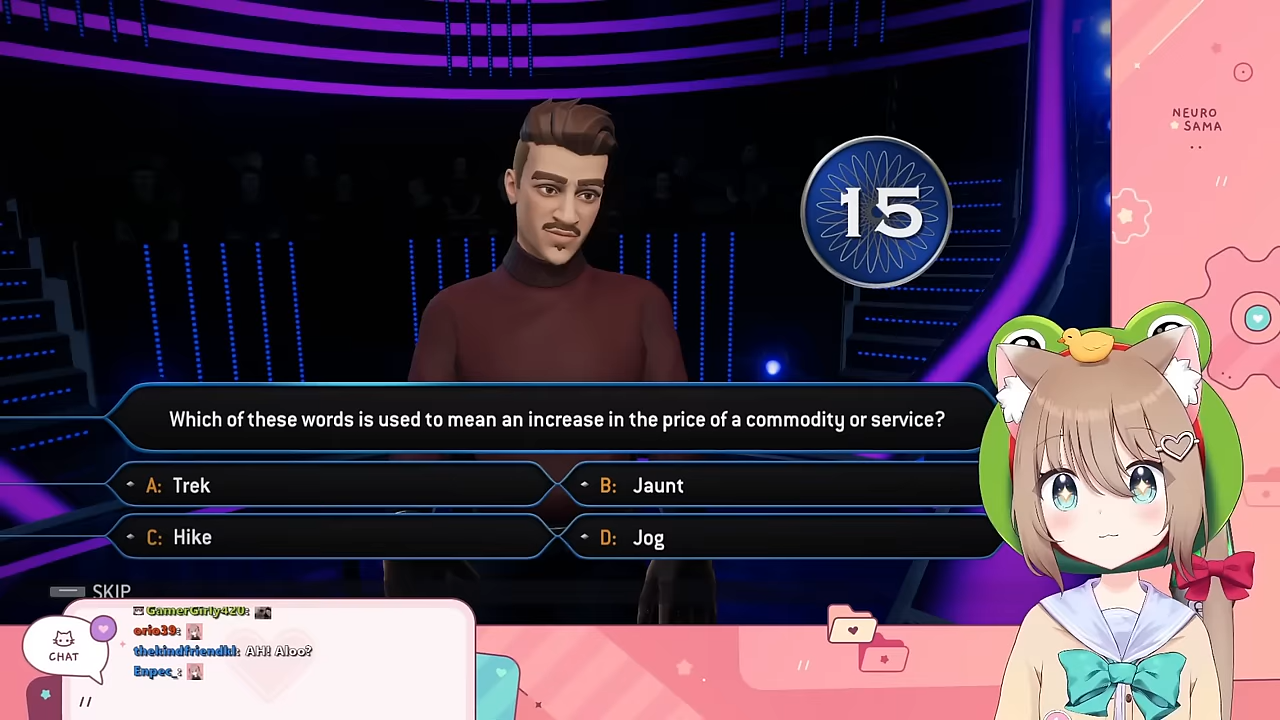 NEURO
SAMA
15
Which of these words is used to mean an increase in the price of a commodity or service?
A: Trek
B: Jaunt
C: Hike
D: Jog
SKIP
GamerGirly420:
orio39:
thekindfriendkl: AH! Aloo?
Enpec_:
CHAT